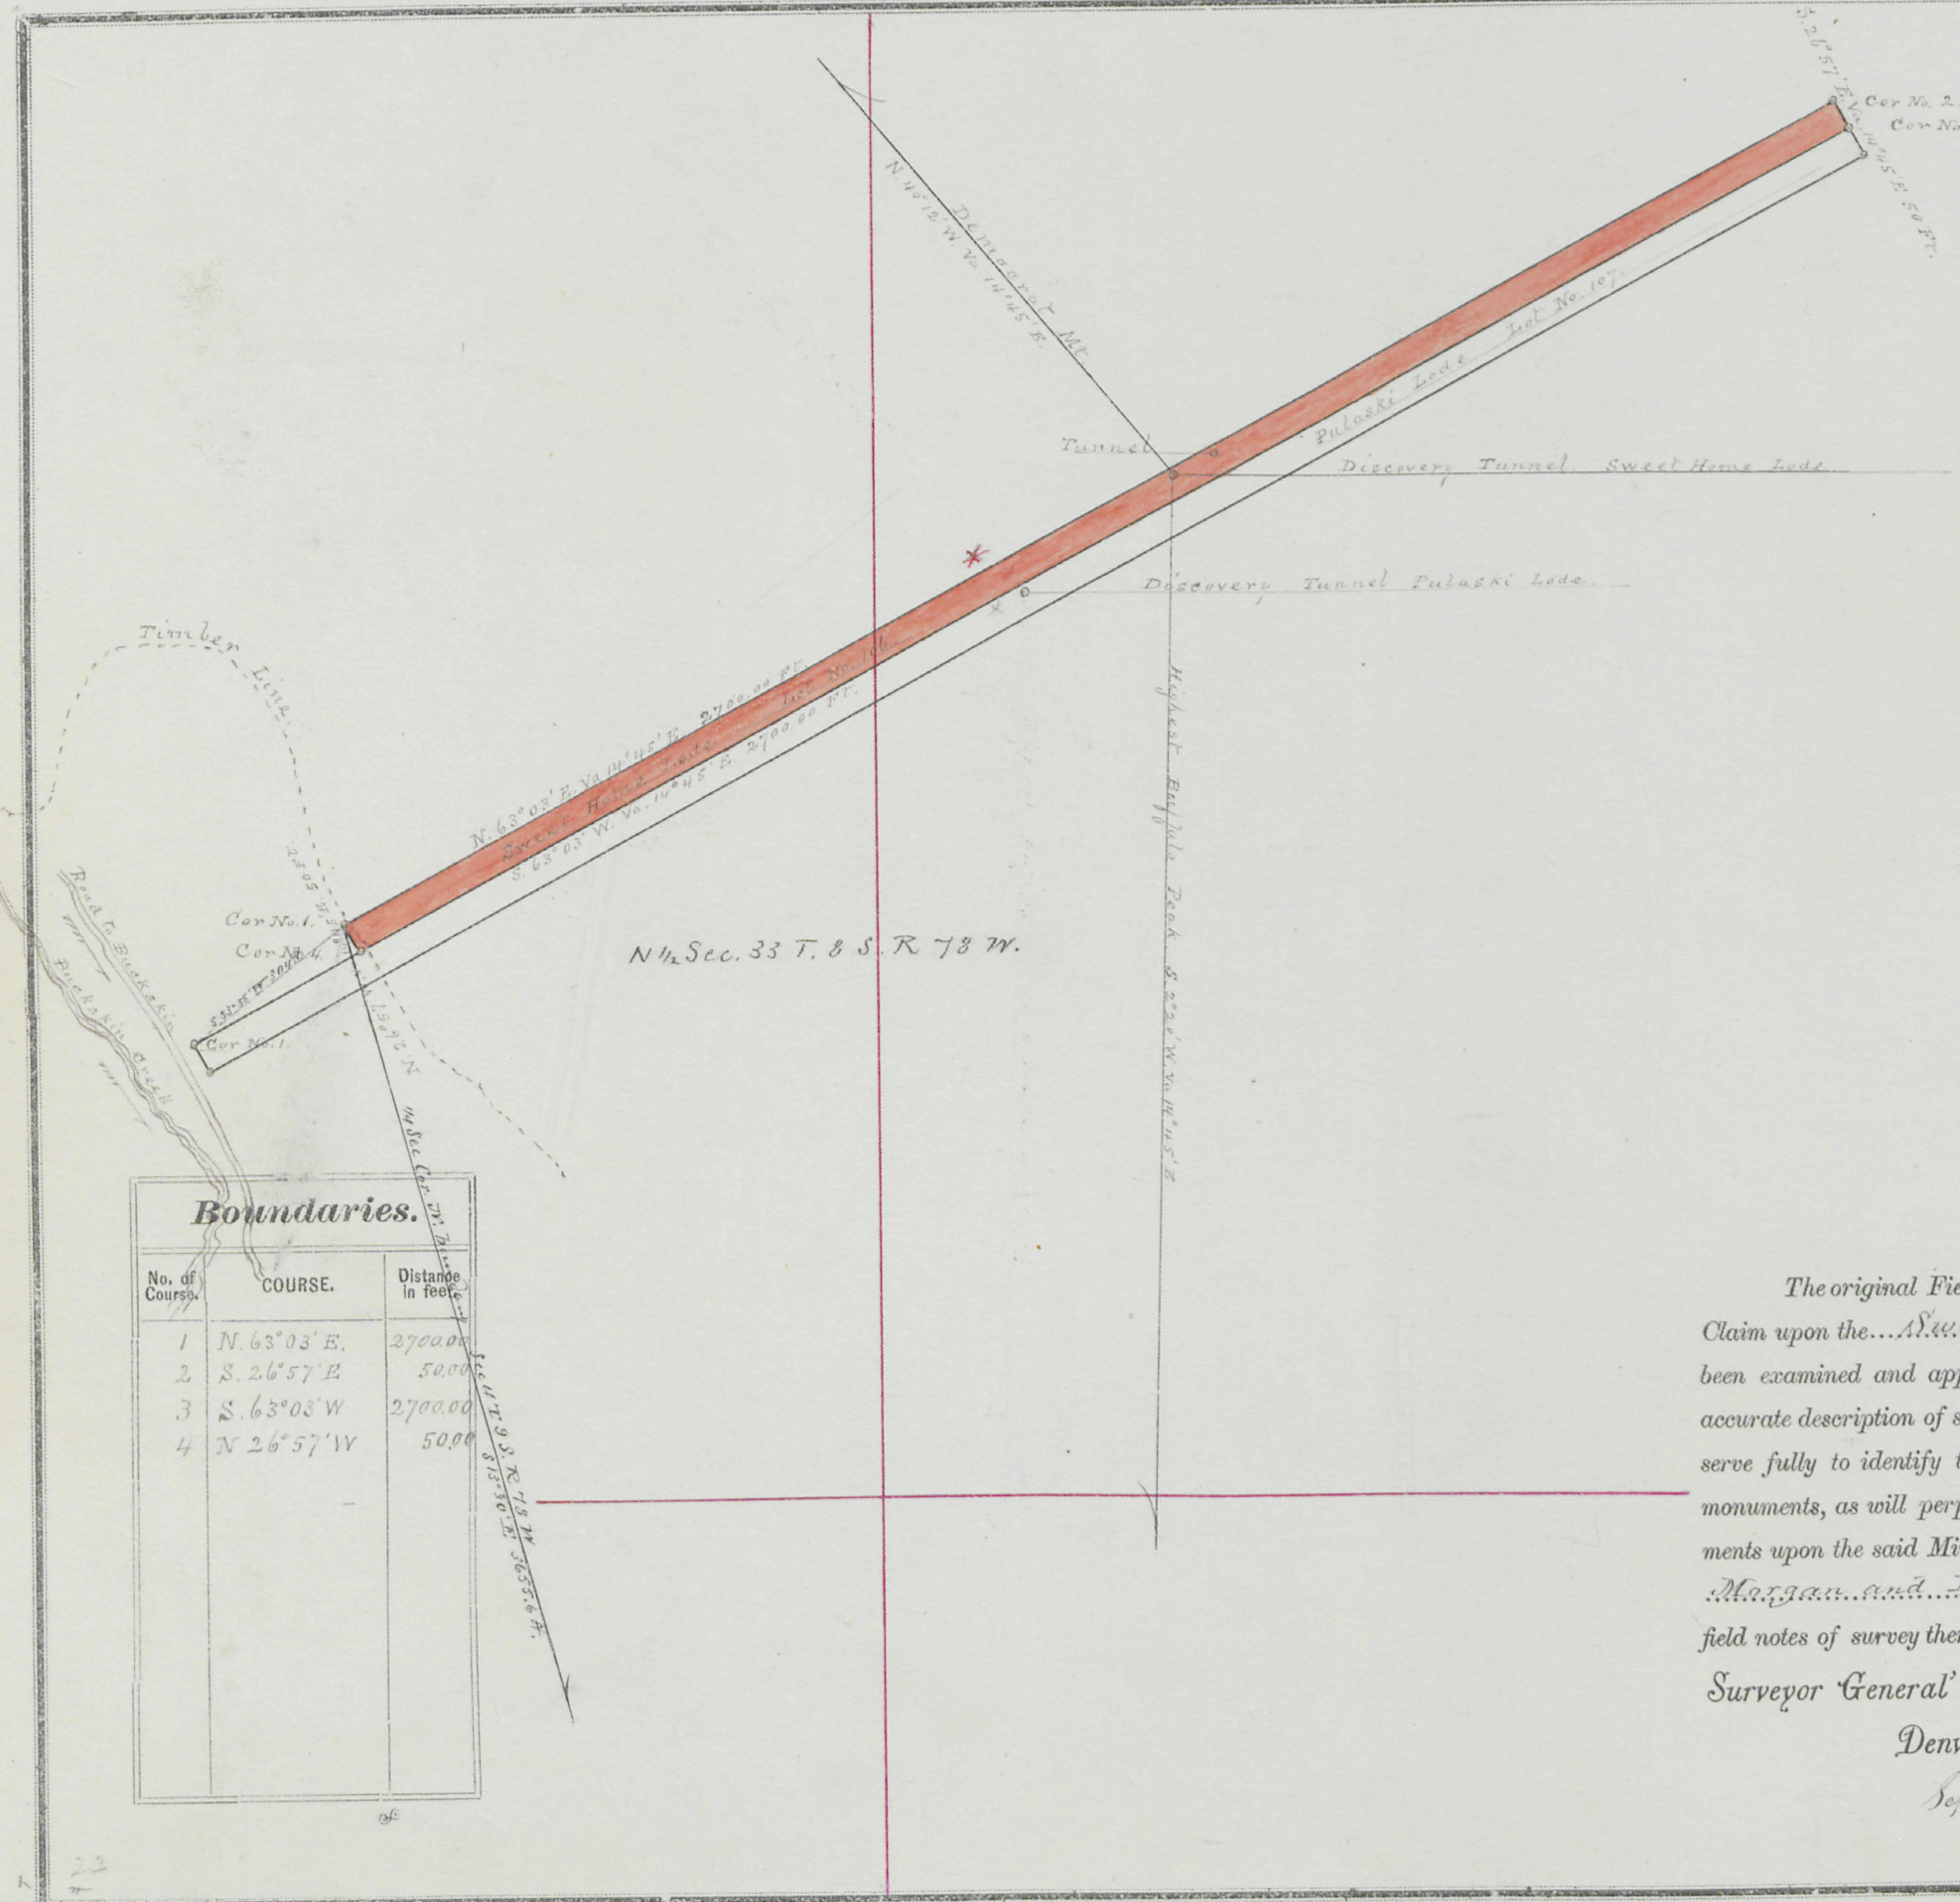 S. 26° 57' E. Va. 14° 45' E. 50 Ft.
Cor No. 2
Cor No
Democrat Mt.
N. 40° 12' W. Va. 14° 45' E.
Pulaski Lode Lot No. 107.
Tunnel
Discovery Tunnel. Sweet Home Lode.
Discovery Tunnel Pulaski Lode.
Timber Line.
N. 63° 03' E. Va 14° 45' E. 2700.00 Ft.
Sweet Home Lode. Lot No. 106.
S. 63° 03' W. Va. 14° 45' E 2700.00 Ft.
Highest Buffalo Peak S. 2° 20' W. Va 14° 45' E
Cor No. 1.
Cor No 4
N. 26° 57' W.
50 Ft
Cor No. 1.
Road to Buckskin
Buckskin Creek
N ½ Sec. 33 T. 8 S. R 78 W.
¼ Sec Cor N.
Sec 4 T 9 S. R 78 W
S 15° 30' E 3655.6 ft.
Boundaries.
No. of Course. COURSE. Distance in feet.
1 N. 63° 03' E. 2700.00
2 S. 26° 57' E 50.00
3 S. 63° 03' W 2700.00
4 N 26° 57' W 50.00
The original Fie
Claim upon the....Sw
been examined and app
accurate description of s
serve fully to identify t
monuments, as will perp
ments upon the said Mi
Morgan and
field notes of survey ther
Surveyor General'
Denv
Sep